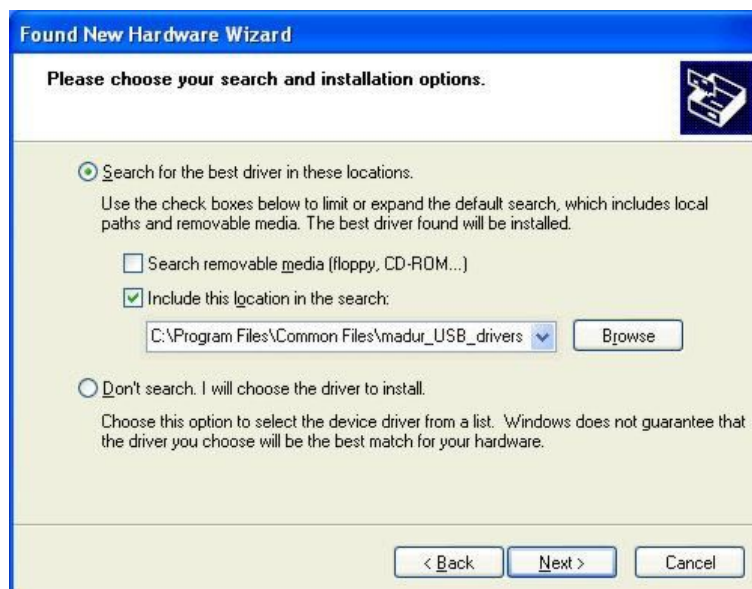 Found New Hardware Wizard
Please choose your search and installation options.
Search for the best driver in these locations.
Use the check boxes below to limit or expand the default search, which includes local
paths and removable media. The best driver found will be installed.
Search removable media (floppy, CD-ROM...)
Include this location in the search:
C:\Program Files\Common Files\madur_USB_drivers
Browse
Don't search. I will choose the driver to install.
Choose this option to select the device driver from a list. Windows does not guarantee that
the driver you choose will be the best match for your hardware.
< Back Next > Cancel